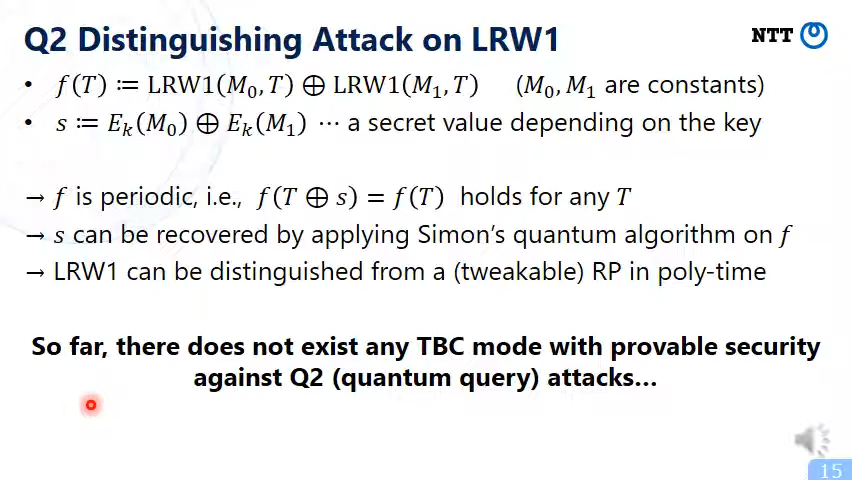 Q2 Distinguishing Attack on LRW1
NTT
• 𝑓(𝑇) ≔ LRW1(𝑀₀, 𝑇) ⊕ LRW1(𝑀₁, 𝑇) (𝑀₀, 𝑀₁ are constants)
• 𝑠 ≔ 𝐸ₖ(𝑀₀) ⊕ 𝐸ₖ(𝑀₁) ⋯ a secret value depending on the key
→ 𝑓 is periodic, i.e., 𝑓(𝑇 ⊕ 𝑠) = 𝑓(𝑇) holds for any 𝑇
→ 𝑠 can be recovered by applying Simon's quantum algorithm on 𝑓
→ LRW1 can be distinguished from a (tweakable) RP in poly-time
So far, there does not exist any TBC mode with provable security
against Q2 (quantum query) attacks…
15